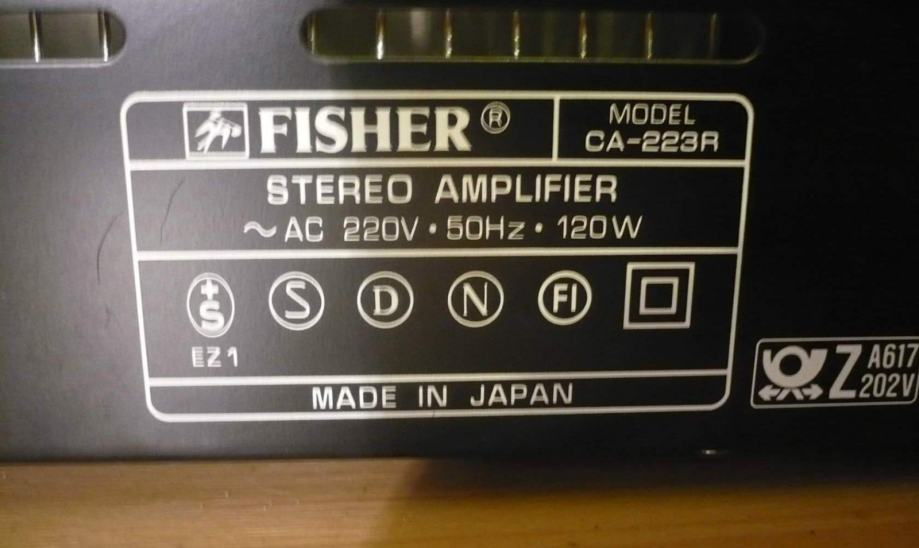 FISHER ®
MODEL
CA-223R
STEREO AMPLIFIER
~ AC 220V · 50Hz · 120W
+S S D N FI
EZ1
MADE IN JAPAN
Z A617
202V